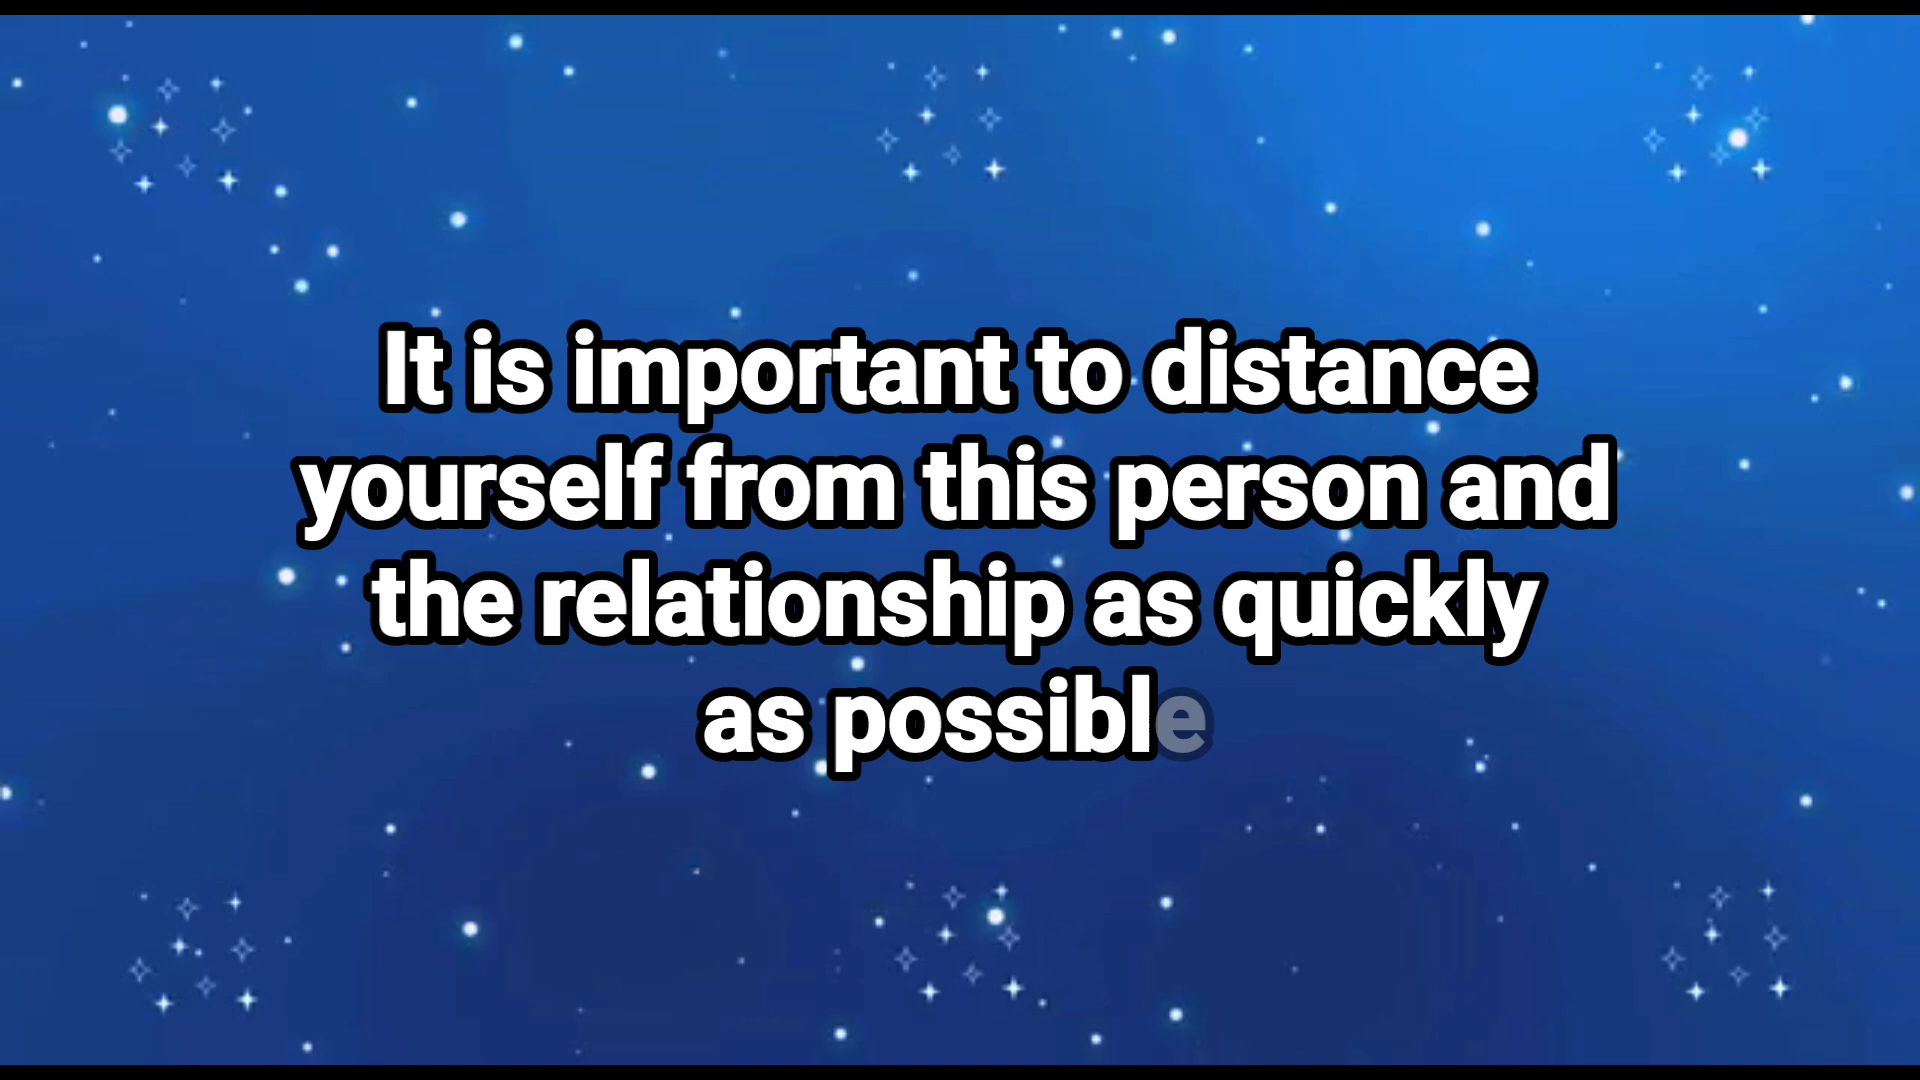 It is important to distance
yourself from this person and
the relationship as quickly
as possible